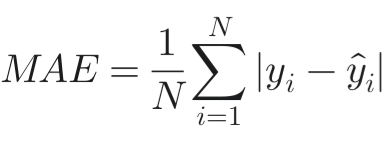 MAE = \frac{1}{N} \sum_{i=1}^{N} |y_i - \hat{y}_i|